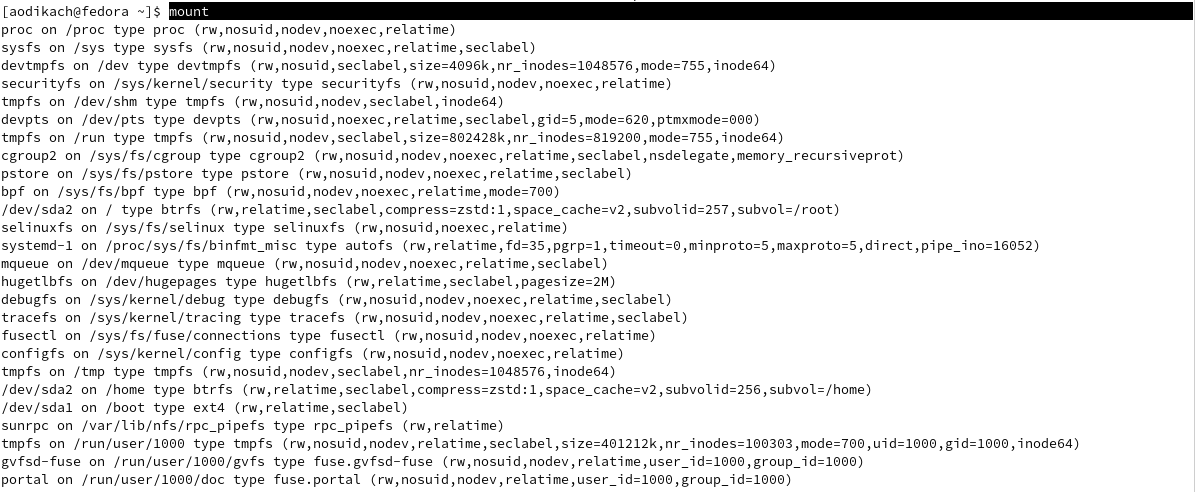 [aodikach@fedora ~]$ mount
proc on /proc type proc (rw,nosuid,nodev,noexec,relatime)
sysfs on /sys type sysfs (rw,nosuid,nodev,noexec,relatime,seclabel)
devtmpfs on /dev type devtmpfs (rw,nosuid,seclabel,size=4096k,nr_inodes=1048576,mode=755,inode64)
securityfs on /sys/kernel/security type securityfs (rw,nosuid,nodev,noexec,relatime)
tmpfs on /dev/shm type tmpfs (rw,nosuid,nodev,seclabel,inode64)
devpts on /dev/pts type devpts (rw,nosuid,noexec,relatime,seclabel,gid=5,mode=620,ptmxmode=000)
tmpfs on /run type tmpfs (rw,nosuid,nodev,seclabel,size=802428k,nr_inodes=819200,mode=755,inode64)
cgroup2 on /sys/fs/cgroup type cgroup2 (rw,nosuid,nodev,noexec,relatime,seclabel,nsdelegate,memory_recursiveprot)
pstore on /sys/fs/pstore type pstore (rw,nosuid,nodev,noexec,relatime,seclabel)
bpf on /sys/fs/bpf type bpf (rw,nosuid,nodev,noexec,relatime,mode=700)
/dev/sda2 on / type btrfs (rw,relatime,seclabel,compress=zstd:1,space_cache=v2,subvolid=257,subvol=/root)
selinuxfs on /sys/fs/selinux type selinuxfs (rw,nosuid,noexec,relatime)
systemd-1 on /proc/sys/fs/binfmt_misc type autofs (rw,relatime,fd=35,pgrp=1,timeout=0,minproto=5,maxproto=5,direct,pipe_ino=16052)
mqueue on /dev/mqueue type mqueue (rw,nosuid,nodev,noexec,relatime,seclabel)
hugetlbfs on /dev/hugepages type hugetlbfs (rw,relatime,seclabel,pagesize=2M)
debugfs on /sys/kernel/debug type debugfs (rw,nosuid,nodev,noexec,relatime,seclabel)
tracefs on /sys/kernel/tracing type tracefs (rw,nosuid,nodev,noexec,relatime,seclabel)
fusectl on /sys/fs/fuse/connections type fusectl (rw,nosuid,nodev,noexec,relatime)
configfs on /sys/kernel/config type configfs (rw,nosuid,nodev,noexec,relatime)
tmpfs on /tmp type tmpfs (rw,nosuid,nodev,seclabel,nr_inodes=1048576,inode64)
/dev/sda2 on /home type btrfs (rw,relatime,seclabel,compress=zstd:1,space_cache=v2,subvolid=256,subvol=/home)
/dev/sda1 on /boot type ext4 (rw,relatime,seclabel)
sunrpc on /var/lib/nfs/rpc_pipefs type rpc_pipefs (rw,relatime)
tmpfs on /run/user/1000 type tmpfs (rw,nosuid,nodev,relatime,seclabel,size=401212k,nr_inodes=100303,mode=700,uid=1000,gid=1000,inode64)
gvfsd-fuse on /run/user/1000/gvfs type fuse.gvfsd-fuse (rw,nosuid,nodev,relatime,user_id=1000,group_id=1000)
portal on /run/user/1000/doc type fuse.portal (rw,nosuid,nodev,relatime,user_id=1000,group_id=1000)